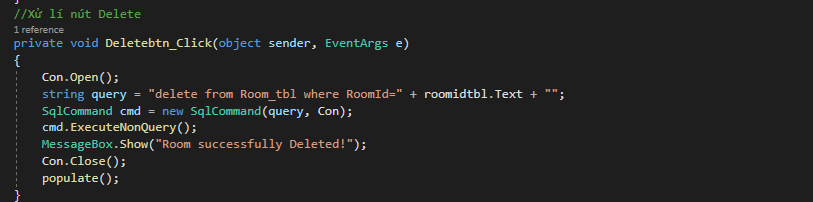 }
//Xử lí nút Delete
1 reference
private void Deletebtn_Click(object sender, EventArgs e)
{
Con.Open();
string query = "delete from Room_tbl where RoomId=" + roomidtbl.Text + "";
SqlCommand cmd = new SqlCommand(query, Con);
cmd.ExecuteNonQuery();
MessageBox.Show("Room successfully Deleted!");
Con.Close();
populate();
}